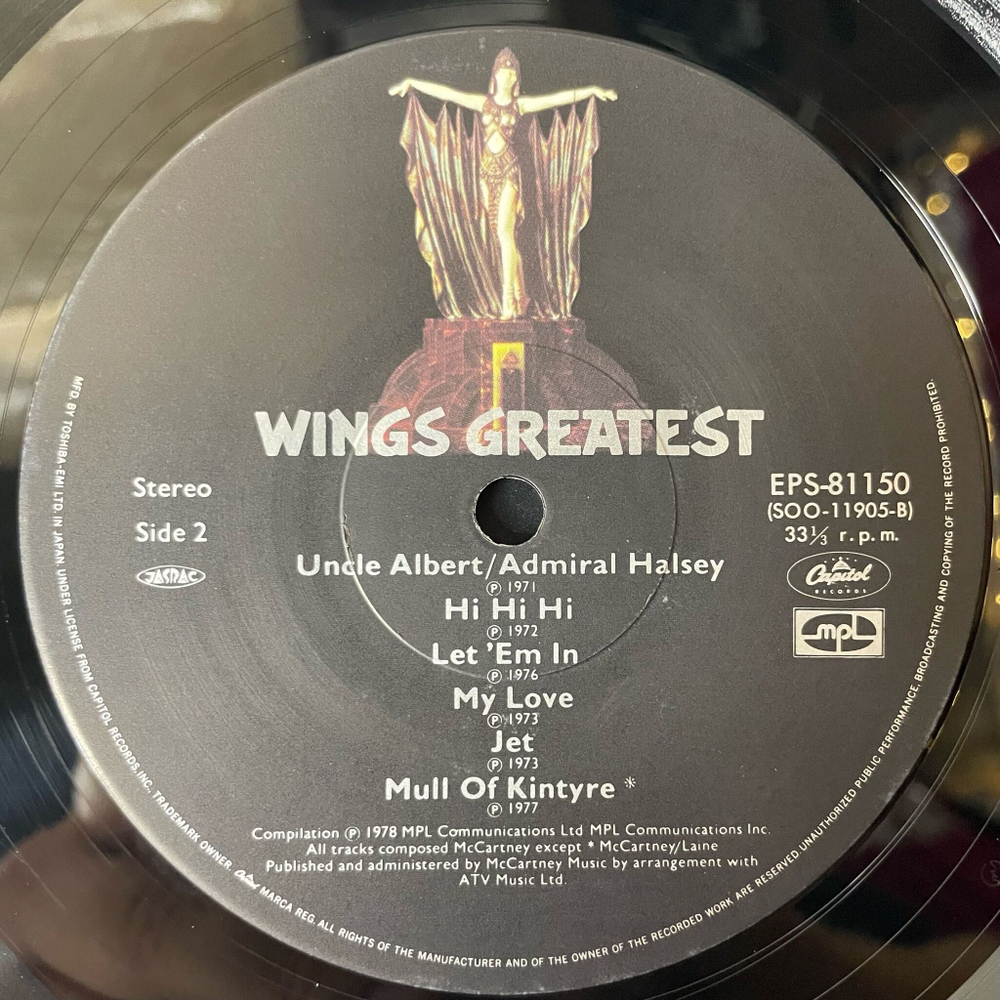 WINGS GREATEST
Stereo
Side 2
JASRAC
EPS-81150
(SOO-11905-B)
33⅓ r.p.m.
Capitol
RECORDS
mpl
Uncle Albert/Admiral Halsey
Ⓟ 1971
Hi Hi Hi
Ⓟ 1972
Let 'Em In
Ⓟ 1976
My Love
Ⓟ 1973
Jet
Ⓟ 1973
Mull Of Kintyre *
Ⓟ 1977
Compilation Ⓟ 1978 MPL Communications Ltd MPL Communications Inc.
All tracks composed McCartney except * McCartney/Laine
Published and administered by McCartney Music by arrangement with
ATV Music Ltd.
MFD. BY TOSHIBA-EMI LTD. IN JAPAN. UNDER LICENSE FROM CAPITOL RECORDS, INC., TRADEMARK OWNER. Capitol MARCA REG. ALL RIGHTS OF THE MANUFACTURER AND OF THE OWNER OF THE RECORDED WORK ARE RESERVED. UNAUTHORIZED PUBLIC PERFORMANCE, BROADCASTING AND COPYING OF THE RECORD PROHIBITED.